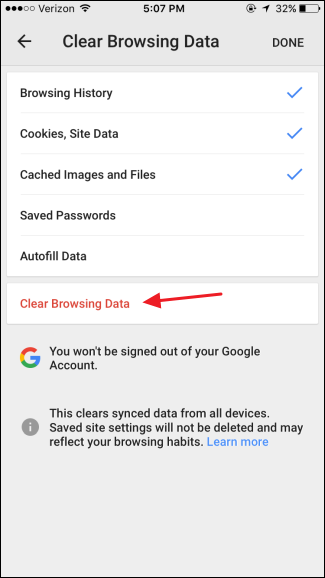 Verizon 5:07 PM 32%
Clear Browsing Data DONE
Browsing History
Cookies, Site Data
Cached Images and Files
Saved Passwords
Autofill Data
Clear Browsing Data
You won't be signed out of your Google
Account.
This clears synced data from all devices.
Saved site settings will not be deleted and may
reflect your browsing habits. Learn more